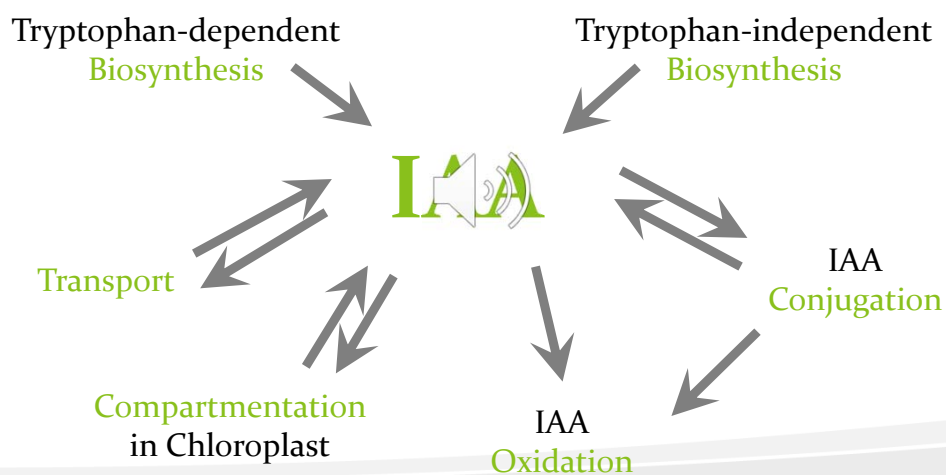 Tryptophan-dependent
Biosynthesis
Tryptophan-independent
Biosynthesis
IAA
Transport
IAA
Conjugation
Compartmentation
in Chloroplast
IAA
Oxidation